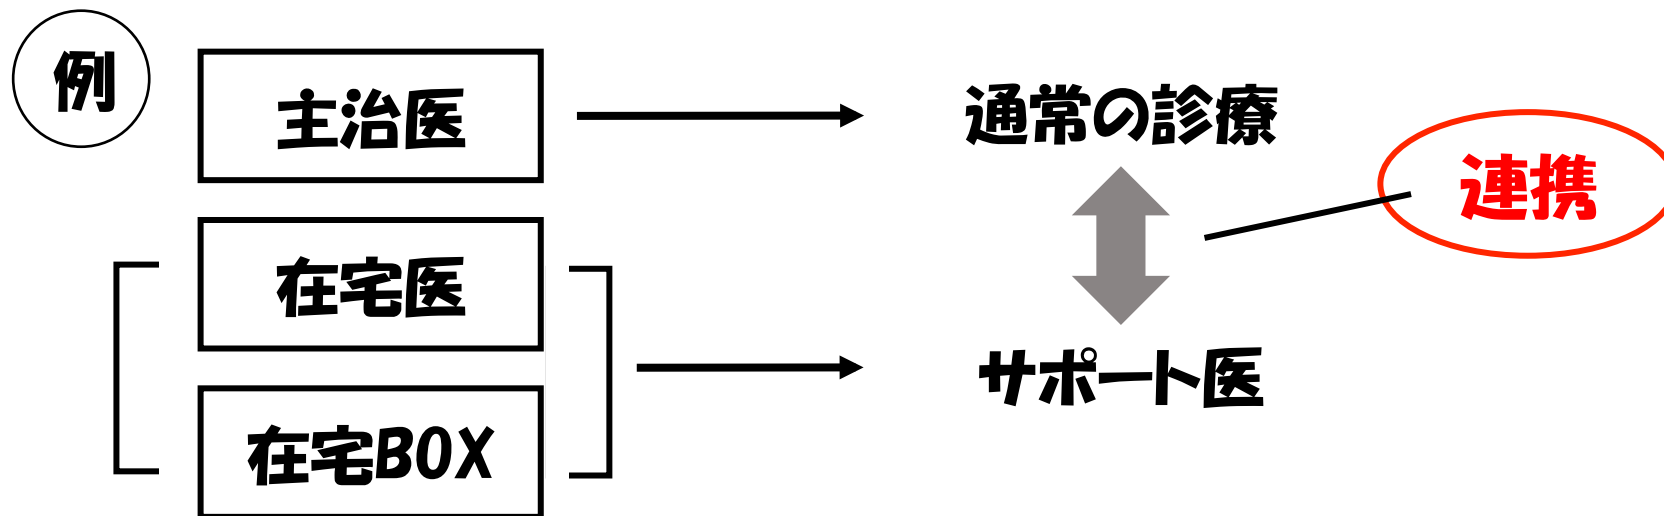 例
主治医
通常の診療
連携
在宅医
サポート医
在宅BOX